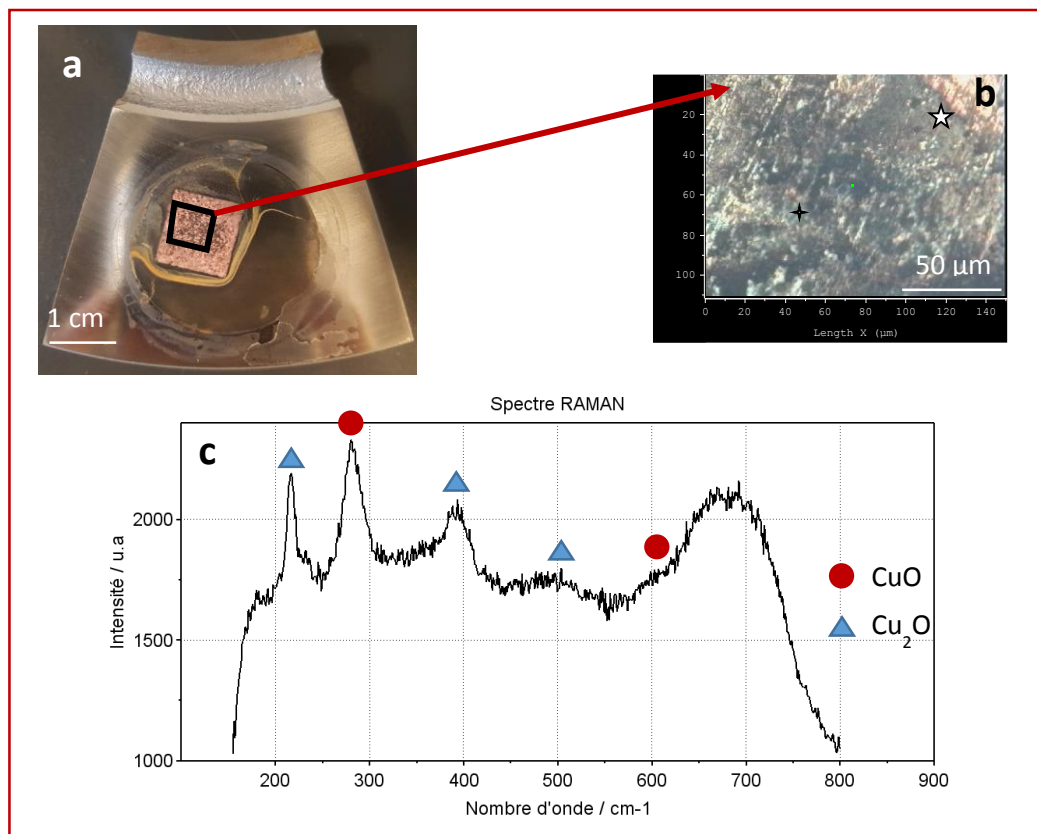 a
1 cm
b
20
40
60
80
100
50 µm
0 20 40 60 80 100 120 140
Length X (µm)
Spectre RAMAN
c
2000
1500
1000
Intensité / u.a
CuO
Cu2O
200 300 400 500 600 700 800 900
Nombre d'onde / cm-1